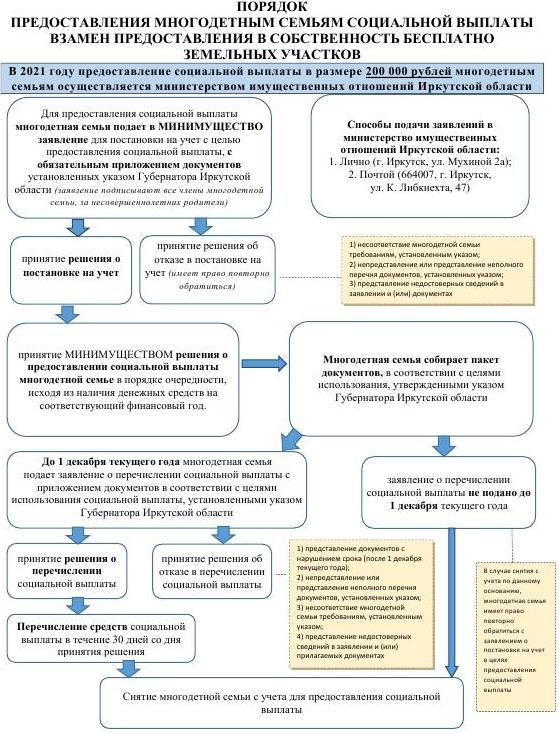 ПОРЯДОК
ПРЕДОСТАВЛЕНИЯ МНОГОДЕТНЫМ СЕМЬЯМ СОЦИАЛЬНОЙ ВЫПЛАТЫ
ВЗАМЕН ПРЕДОСТАВЛЕНИЯ В СОБСТВЕННОСТЬ БЕСПЛАТНО
ЗЕМЕЛЬНЫХ УЧАСТКОВ
В 2021 году предоставление социальной выплаты в размере 200 000 рублей многодетным
семьям осуществляется министерством имущественных отношений Иркутской области
Для предоставления социальной выплаты
многодетная семья подает в МИНИМУЩЕСТВО
заявление для постановки на учет с целью
предоставления социальной выплаты, с
обязательным приложением документов
установленных указом Губернатора Иркутской
области (заявление подписывают все члены многодетной
семьи, за несовершеннолетних родители)
Способы подачи заявлений в
министерство имущественных
отношений Иркутской области:
1. Лично (г. Иркутск, ул. Мухиной 2а);
2. Почтой (664007, г. Иркутск,
ул. К. Либкнехта, 47)
принятие решения о
постановке на учет
принятие решения об
отказе в постановке на
учет (имеет право повторно
обратиться)
1) несоответствие многодетной семьи
требованиям, установленным указом;
2) непредставление или представление неполного
перечня документов, установленных указом;
3) представление недостоверных сведений в
заявлении и (или) документах
принятие МИНИМУЩЕСТВОМ решения о
предоставлении социальной выплаты
многодетной семье в порядке очередности,
исходя из наличия денежных средств на
соответствующий финансовый год.
Многодетная семья собирает пакет
документов, в соответствии с целями
использования, утвержденными указом
Губернатора Иркутской области
До 1 декабря текущего года многодетная семья
подает заявление о перечислении социальной выплаты с
приложением документов в соответствии с целями
использования социальной выплаты, установленными указом
Губернатора Иркутской области
заявление о перечислении
социальной выплаты не подано до
1 декабря текущего года
принятие решения о
перечислении
социальной выплаты
принятие решения об
отказе в перечислении
социальной выплаты
1) представление документов с
нарушением срока (после 1 декабря
текущего года);
2) непредставление или
представление неполного перечня
документов, установленных указом;
3) несоответствие многодетной
семьи требованиям, установленным
указом;
4) представление недостоверных
сведений в заявлении и (или)
прилагаемых документах
В случае снятия с
учета по данному
основанию,
многодетная семья
имеет право
повторно
обратиться с
заявлением о
постановке на учет
в целях
предоставления
социальной
выплаты
Перечисление средств социальной
выплаты в течение 30 дней со дня
принятия решения
Снятие многодетной семьи с учета для предоставления социальной
выплаты